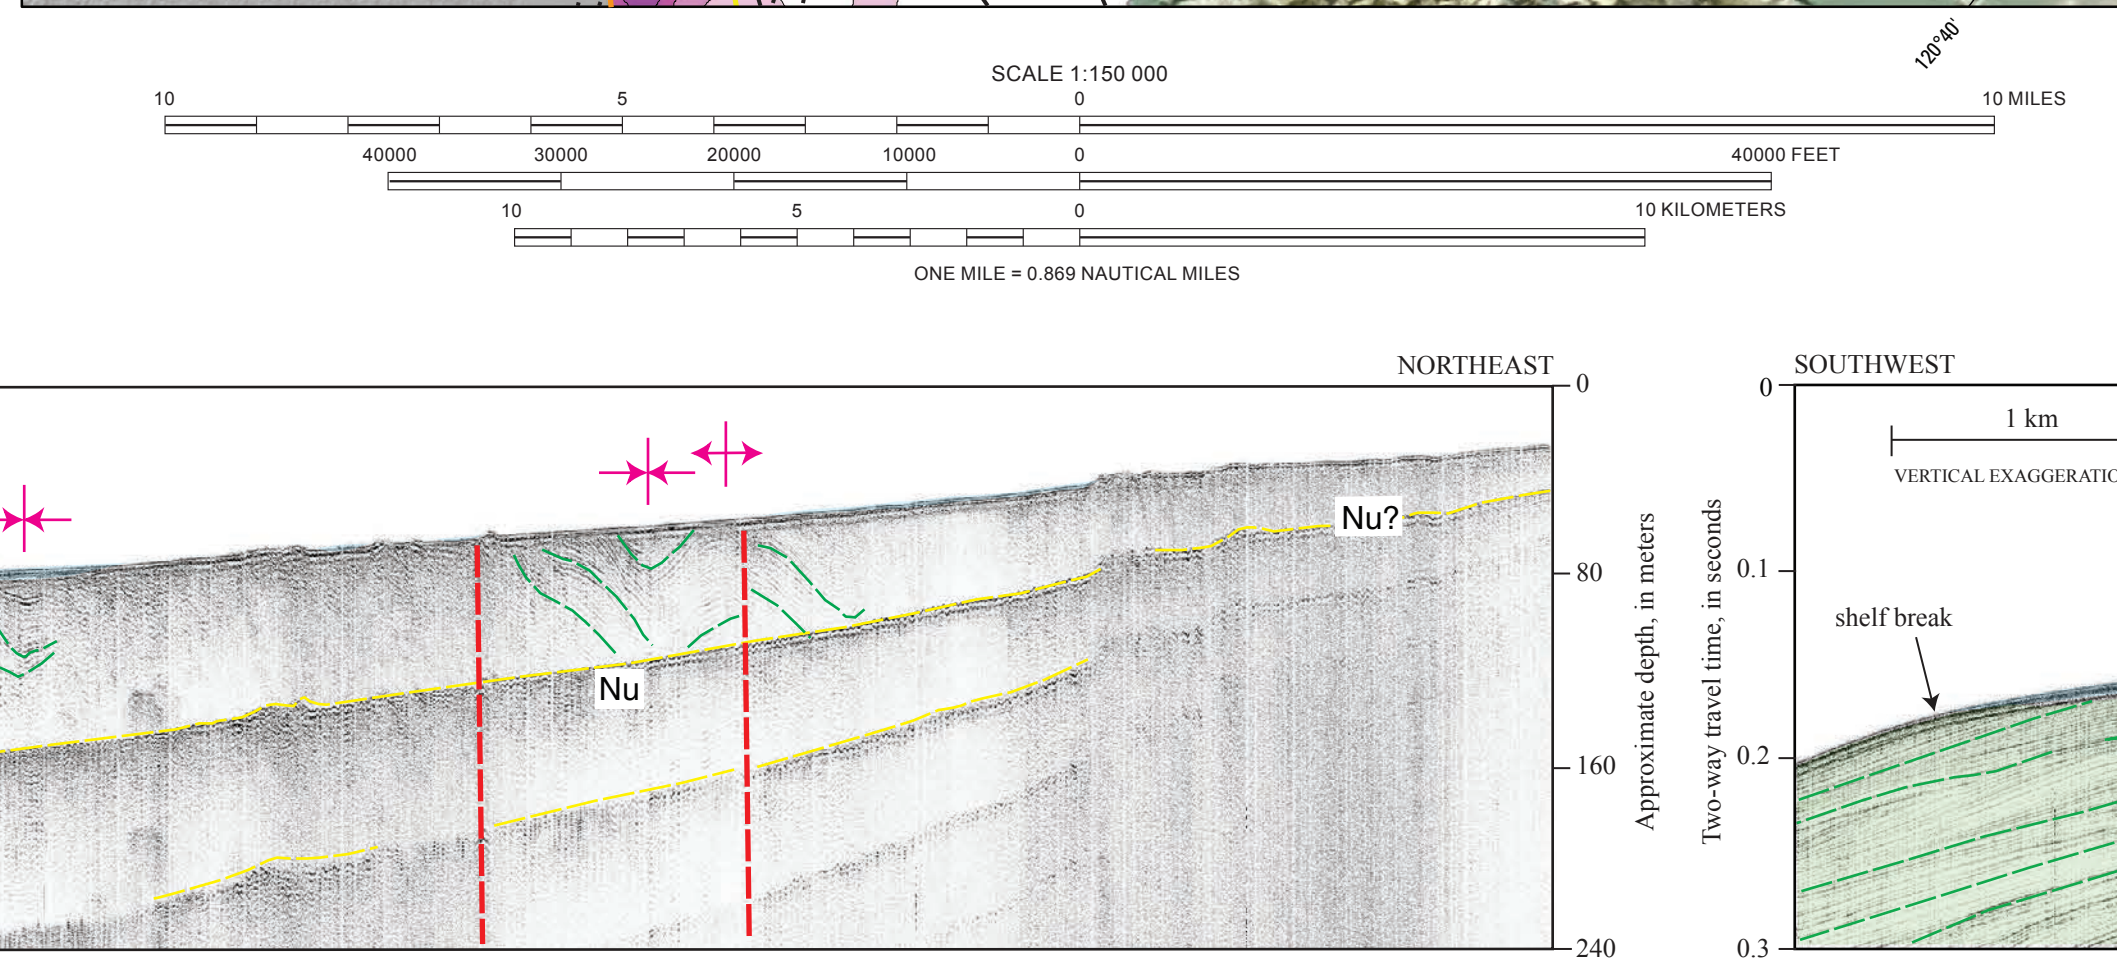 120°40'
SCALE 1:150 000
10 5 0 10 MILES
40000 30000 20000 10000 0 40000 FEET
10 5 0 10 KILOMETERS
ONE MILE = 0.869 NAUTICAL MILES
NORTHEAST
0
80
160
240
Approximate depth, in meters
Nu?
Nu
SOUTHWEST
Two-way travel time, in seconds
0
0.1
0.2
0.3
1 km
VERTICAL EXAGGERATIO
shelf break